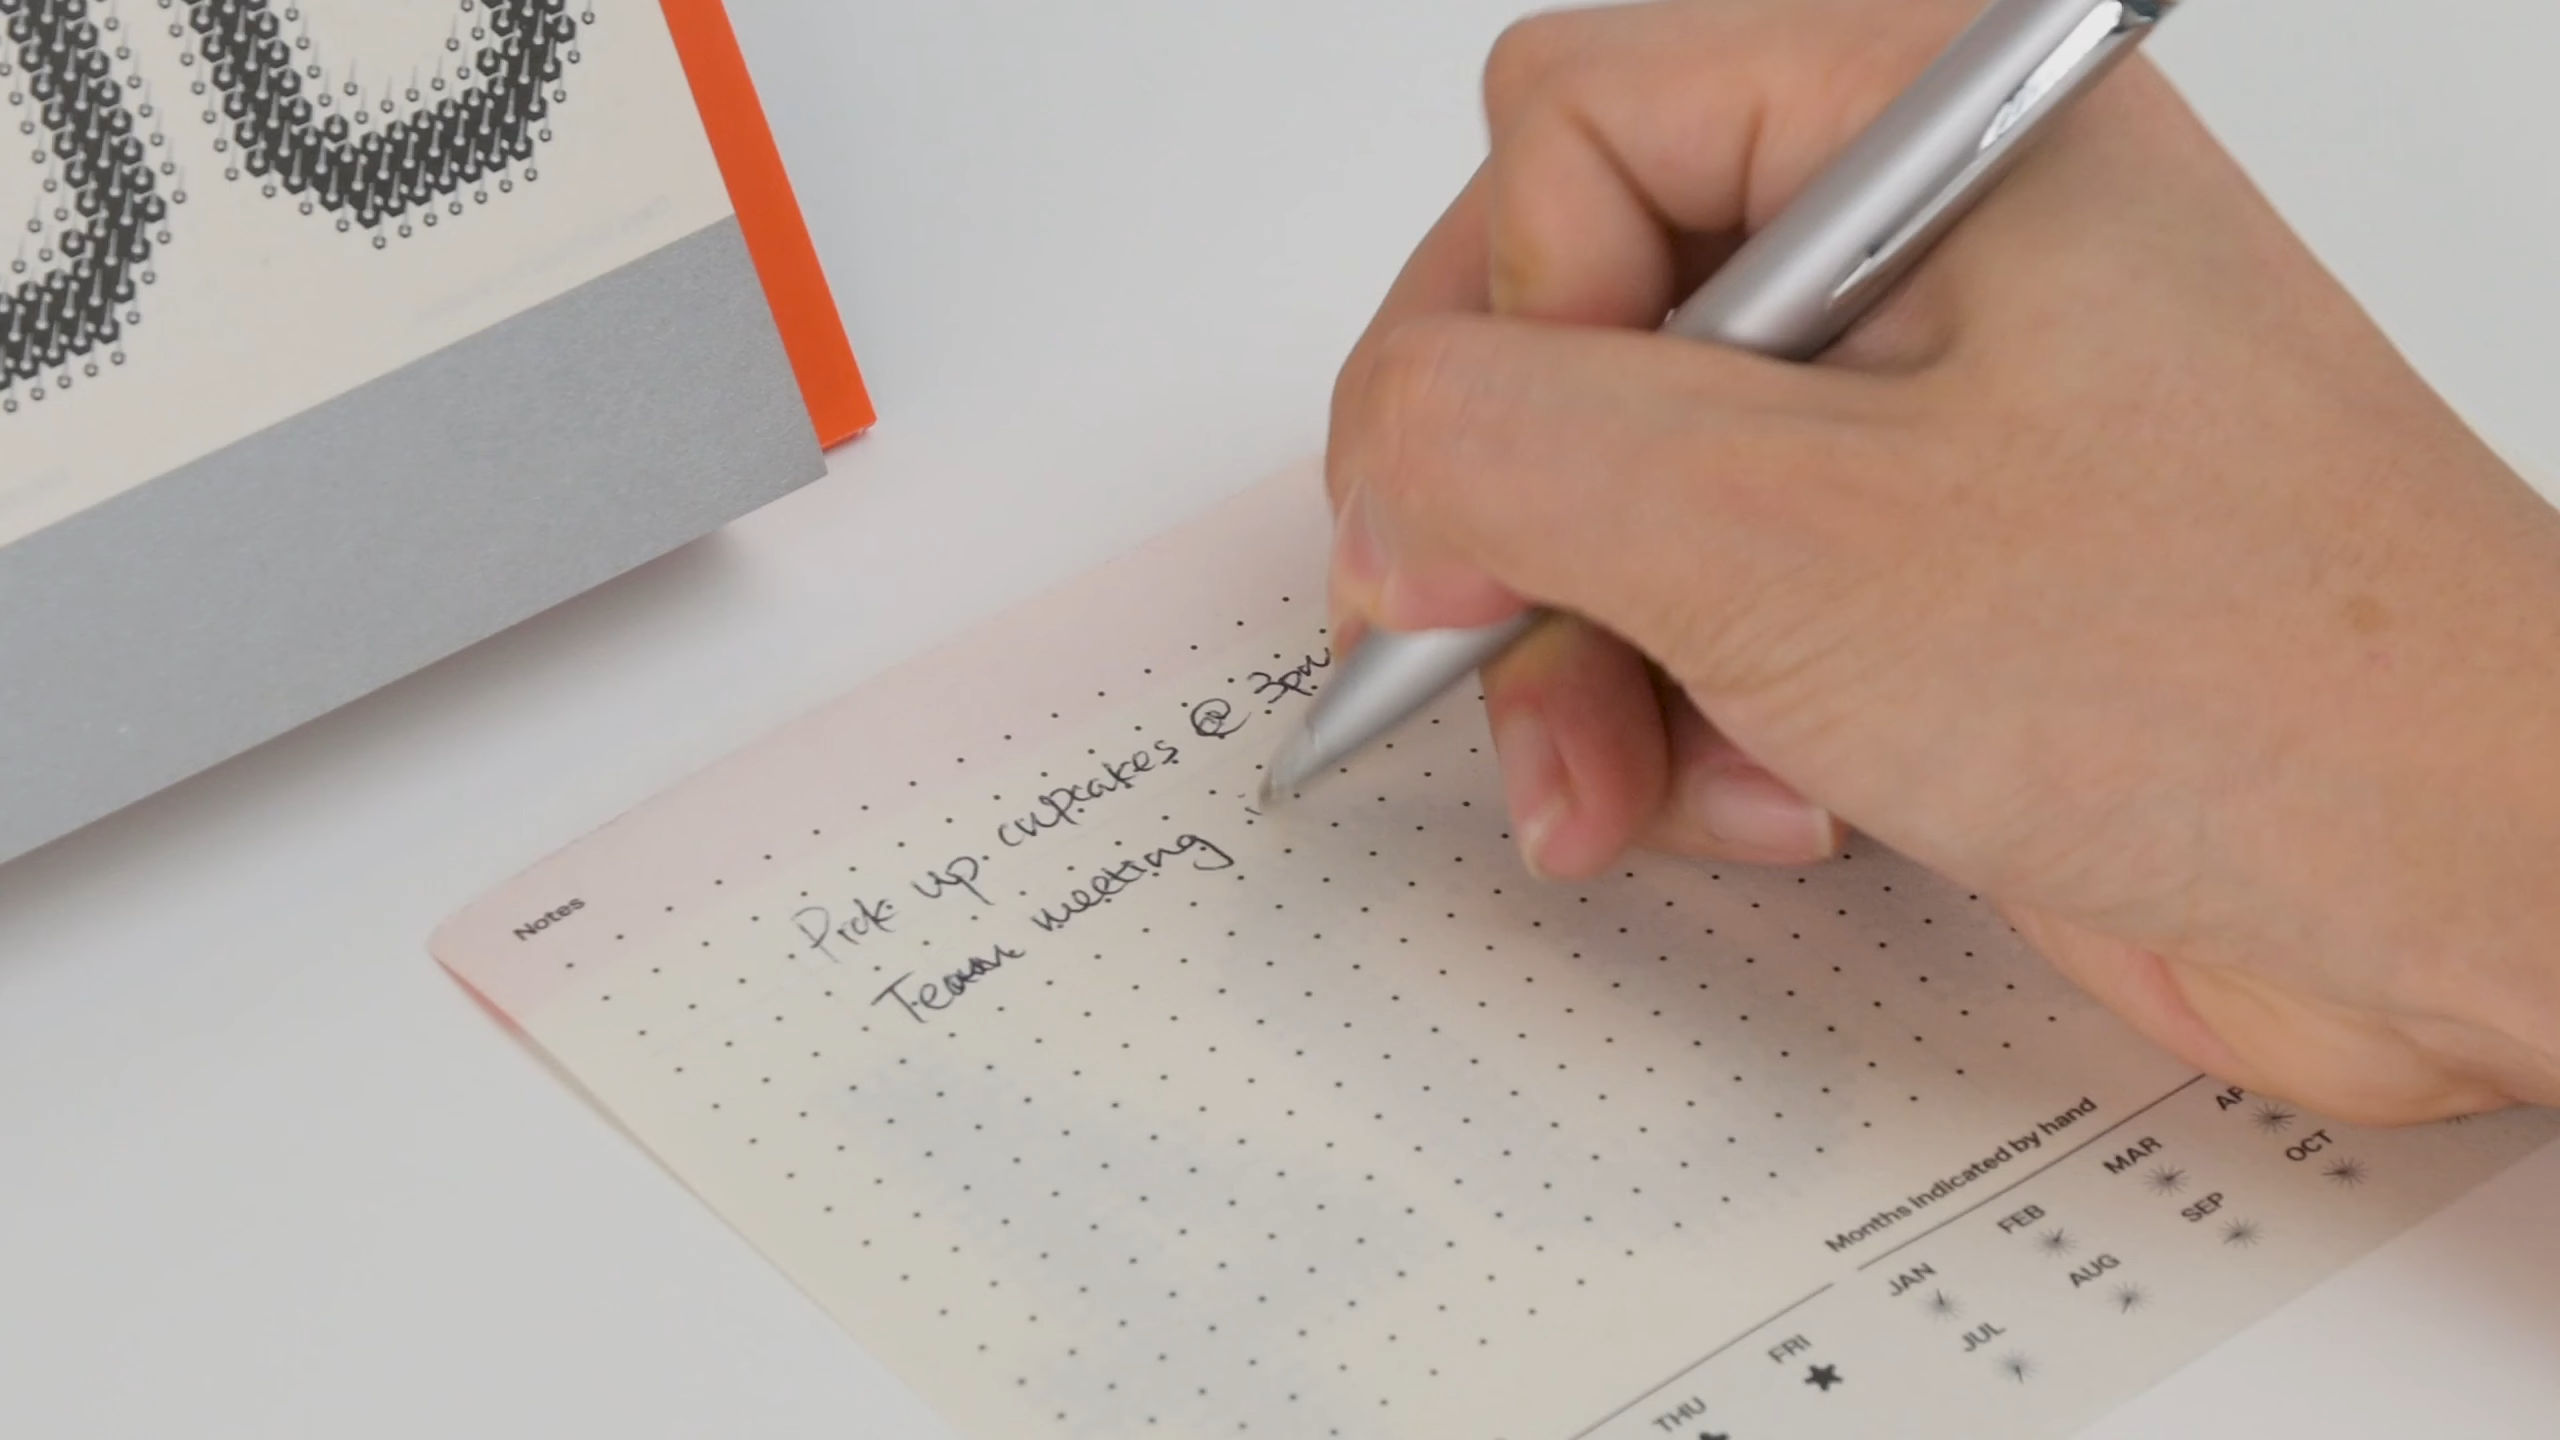 Notes
Pick up cupcakes @ 3pm
Team meeting
Months indicated by hand
JAN FEB MAR
JUL AUG SEP OCT
THU FRI